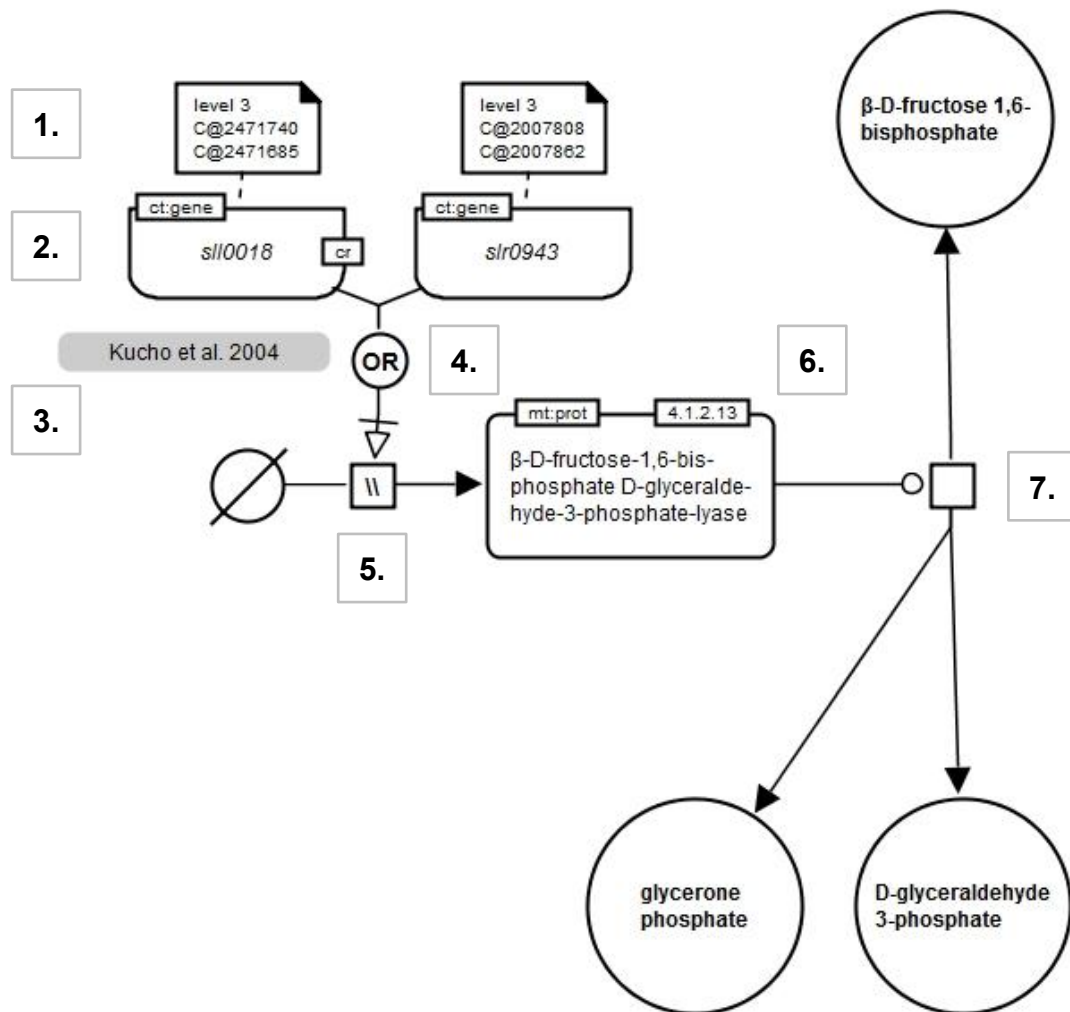 β-D-fructose 1,6-
bisphosphate
1.
level 3
C@2471740
C@2471685
level 3
C@2007808
C@2007862
ct:gene
ct:gene
2.
sll0018
cr
slr0943
Kucho et al. 2004
OR
4.
6.
3.
mt:prot
4.1.2.13
β-D-fructose-1,6-bis-
phosphate D-glyceralde-
hyde-3-phosphate-lyase
\\
7.
5.
glycerone
phosphate
D-glyceraldehyde
3-phosphate